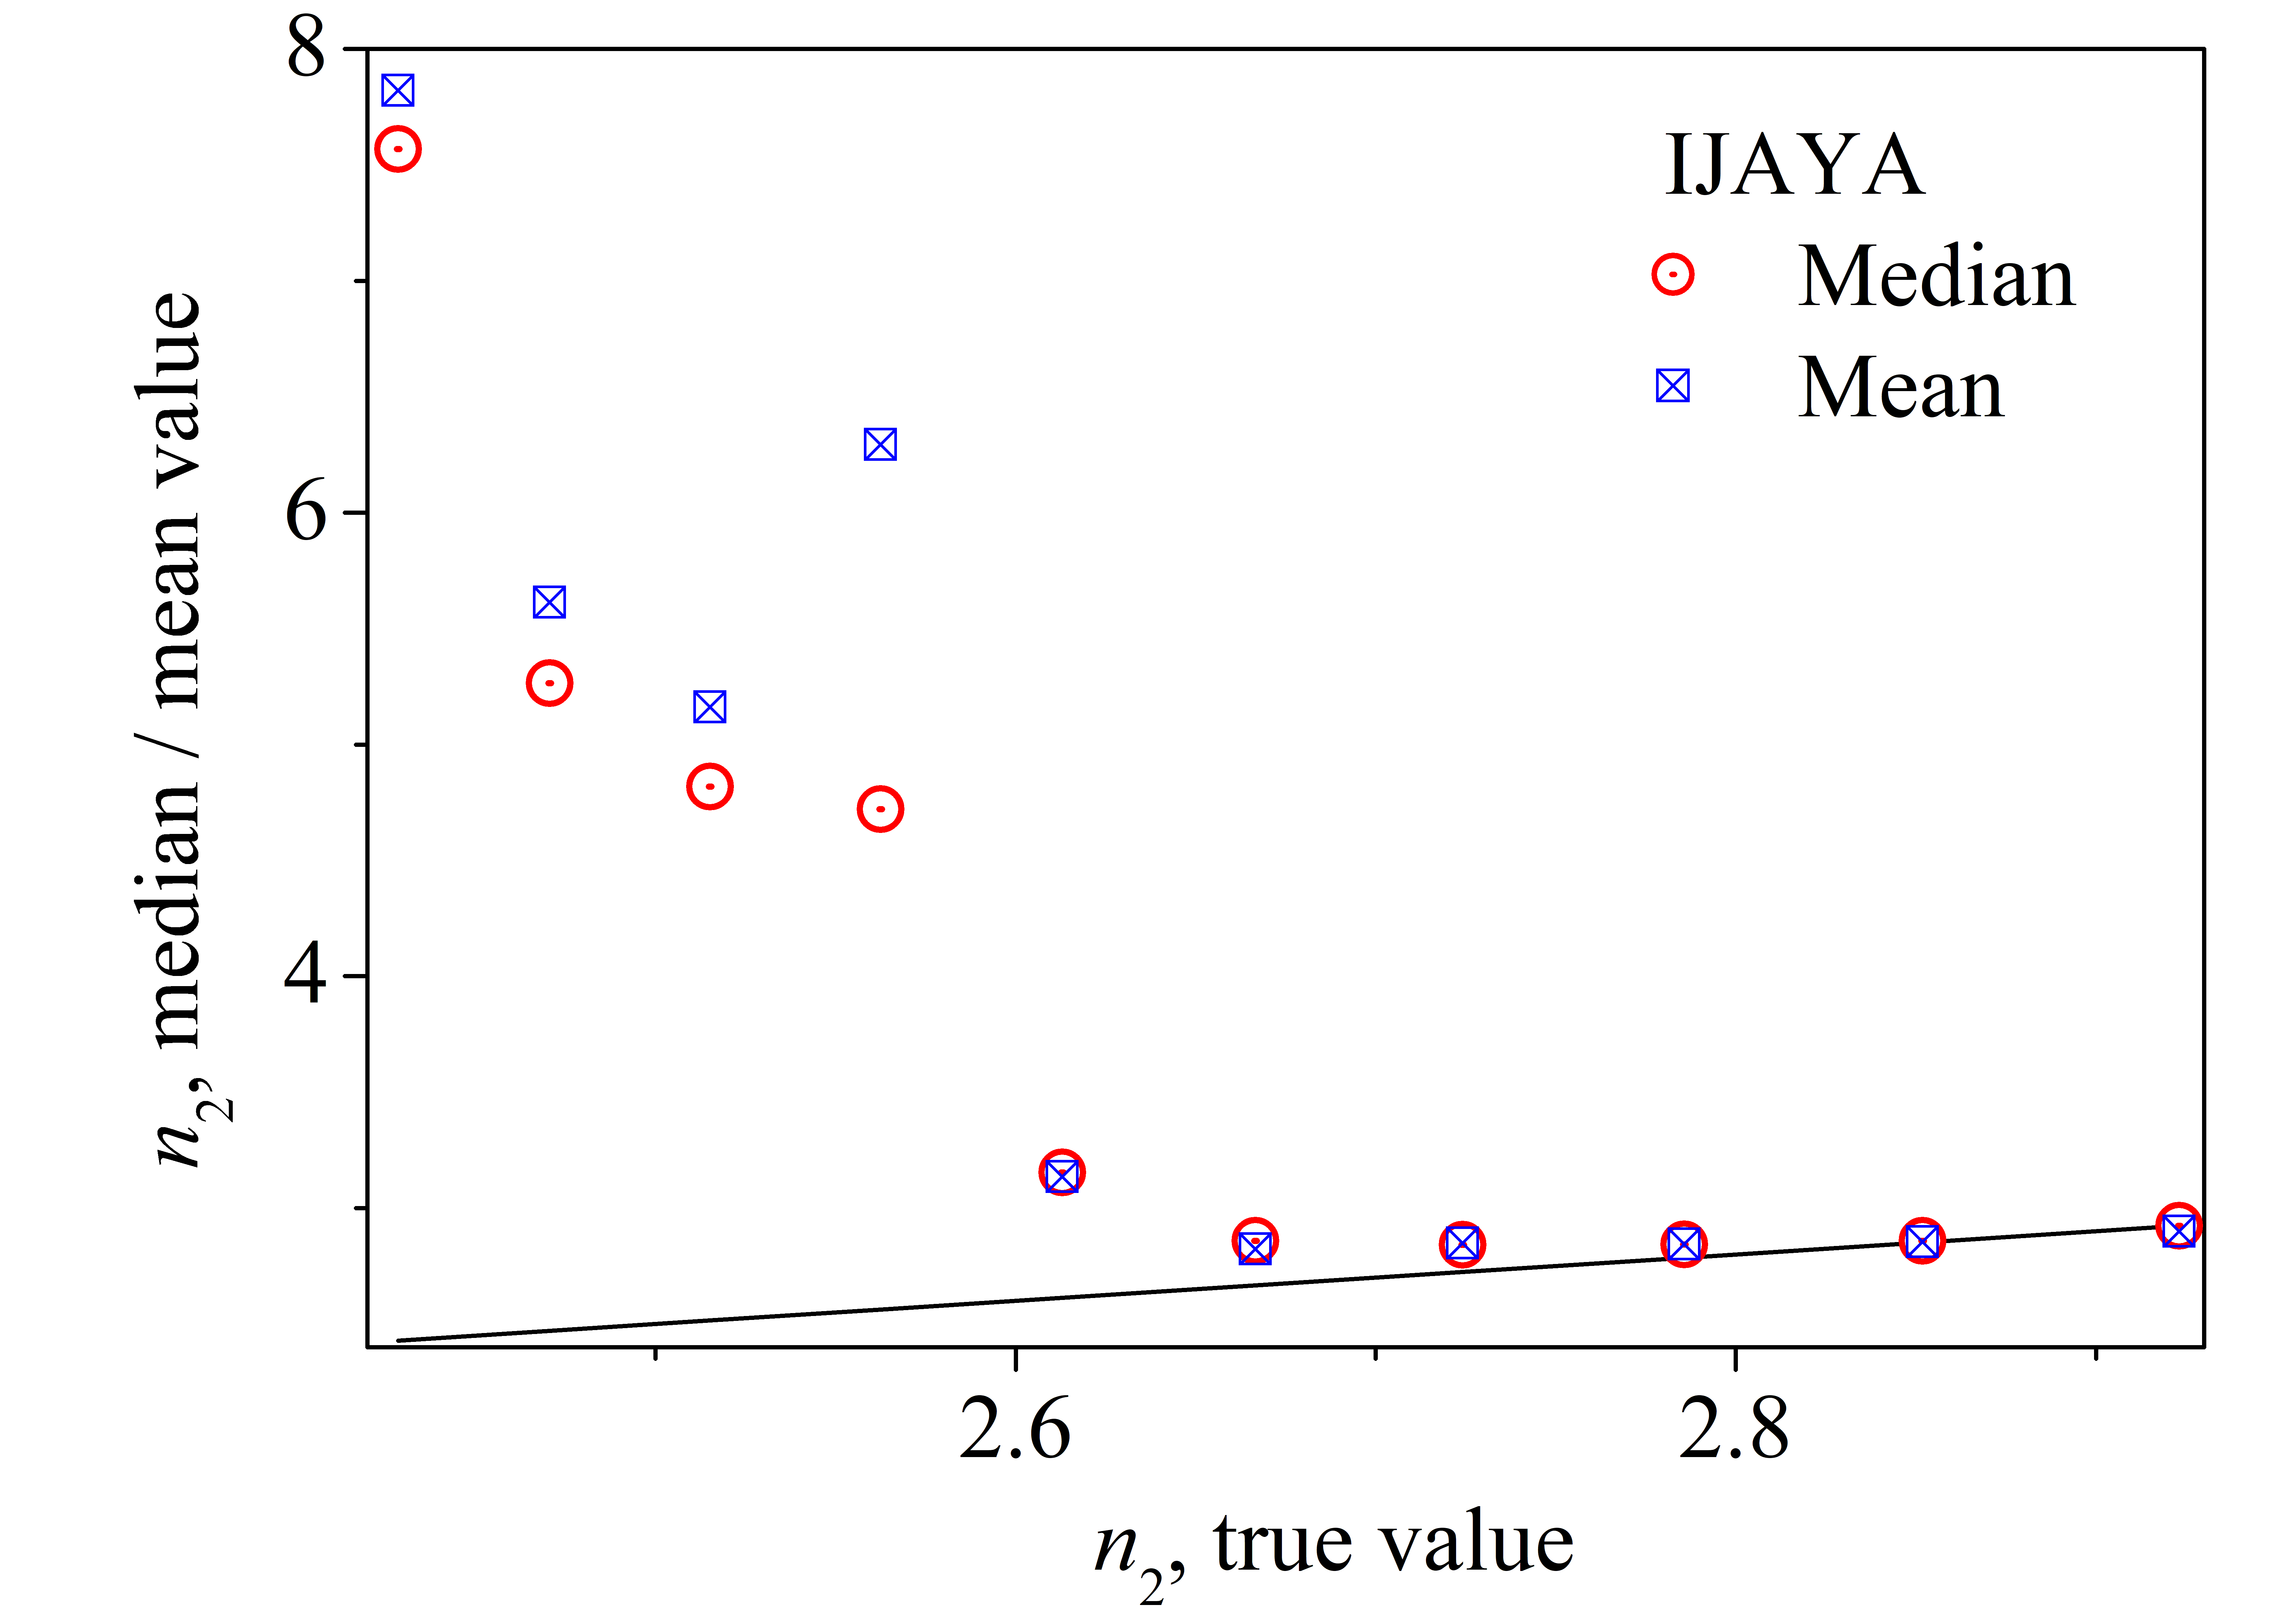 8
6
4
n2, median / mean value
IJAYA
Median
Mean
2.6
2.8
n2, true value